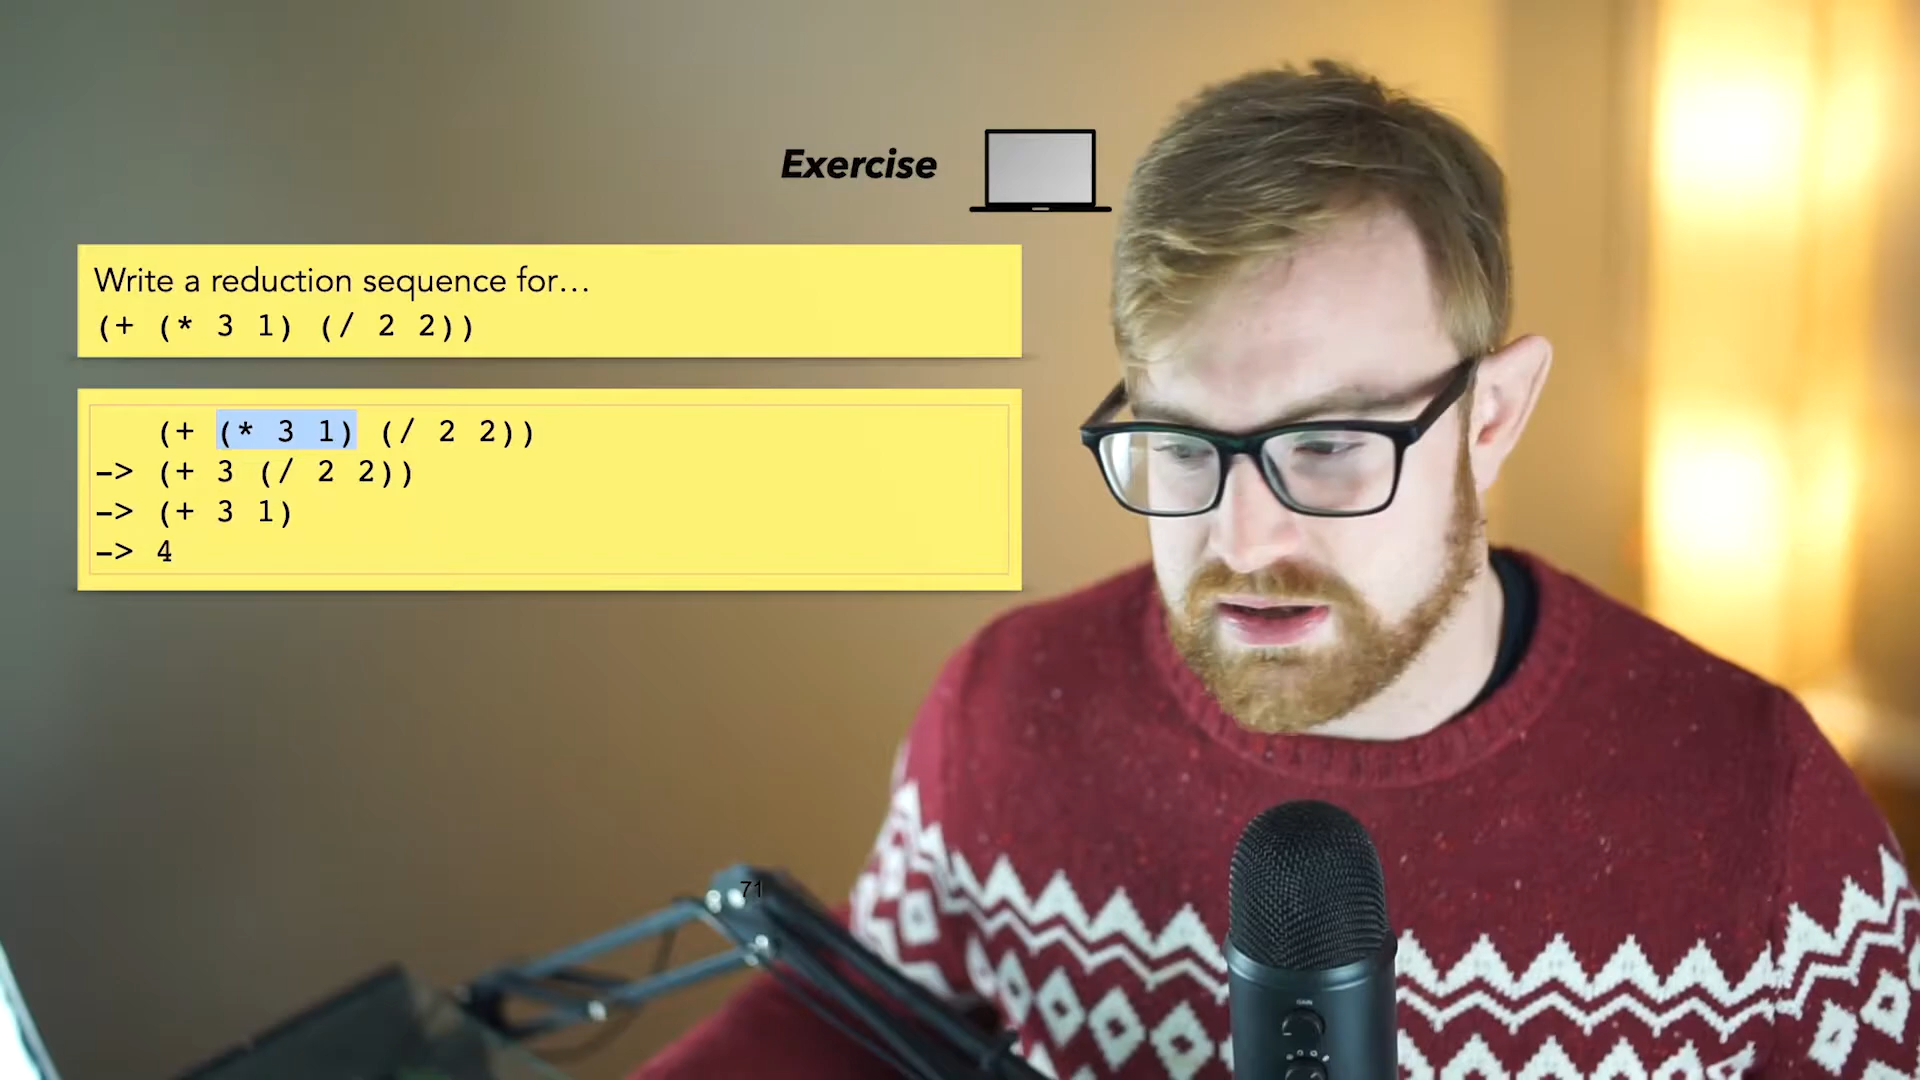 Exercise
Write a reduction sequence for…
(+ (* 3 1) (/ 2 2))
(+ (* 3 1) (/ 2 2))
–> (+ 3 (/ 2 2))
–> (+ 3 1)
–> 4
71
GAIN